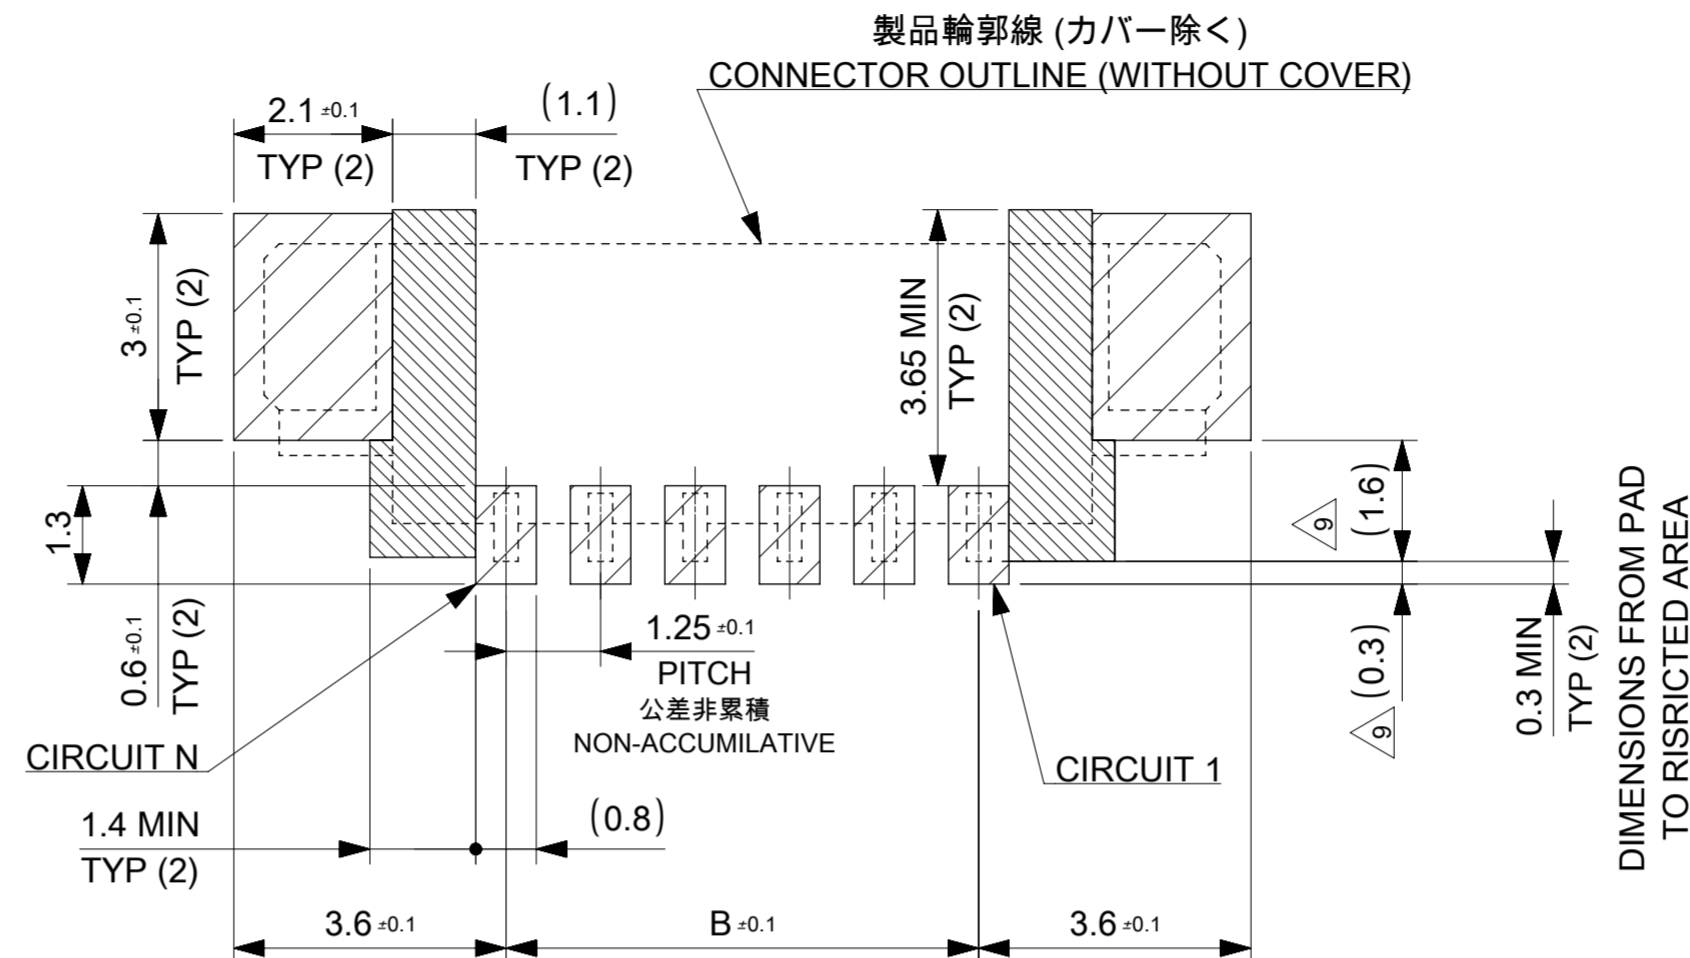 製品輪郭線 (カバー除く)
CONNECTOR OUTLINE (WITHOUT COVER)
2.1 ±0.1
TYP (2)
(1.1)
TYP (2)
3 ±0.1
TYP (2)
3.65 MIN
TYP (2)
1.3
0.6 ±0.1
TYP (2)
1.25 ±0.1
PITCH
公差非累積
NON-ACCUMILATIVE
9 (1.6)
9 (0.3)
0.3 MIN
TYP (2)
DIMENSIONS FROM PAD
TO RISRICTED AREA
CIRCUIT N
CIRCUIT 1
1.4 MIN
TYP (2)
(0.8)
3.6 ±0.1
B ±0.1
3.6 ±0.1